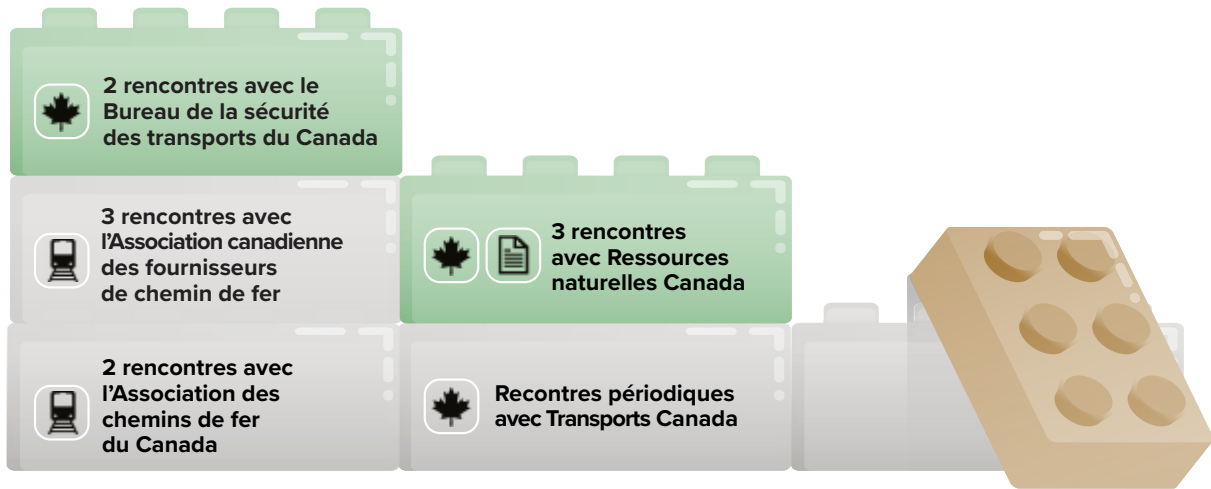 2 rencontres avec le
Bureau de la sécurité
des transports du Canada
3 rencontres avec
l’Association canadienne
des fournisseurs
de chemin de fer
3 rencontres
avec Ressources
naturelles Canada
2 rencontres avec
l’Association des
chemins de fer
du Canada
Recontres périodiques
avec Transports Canada